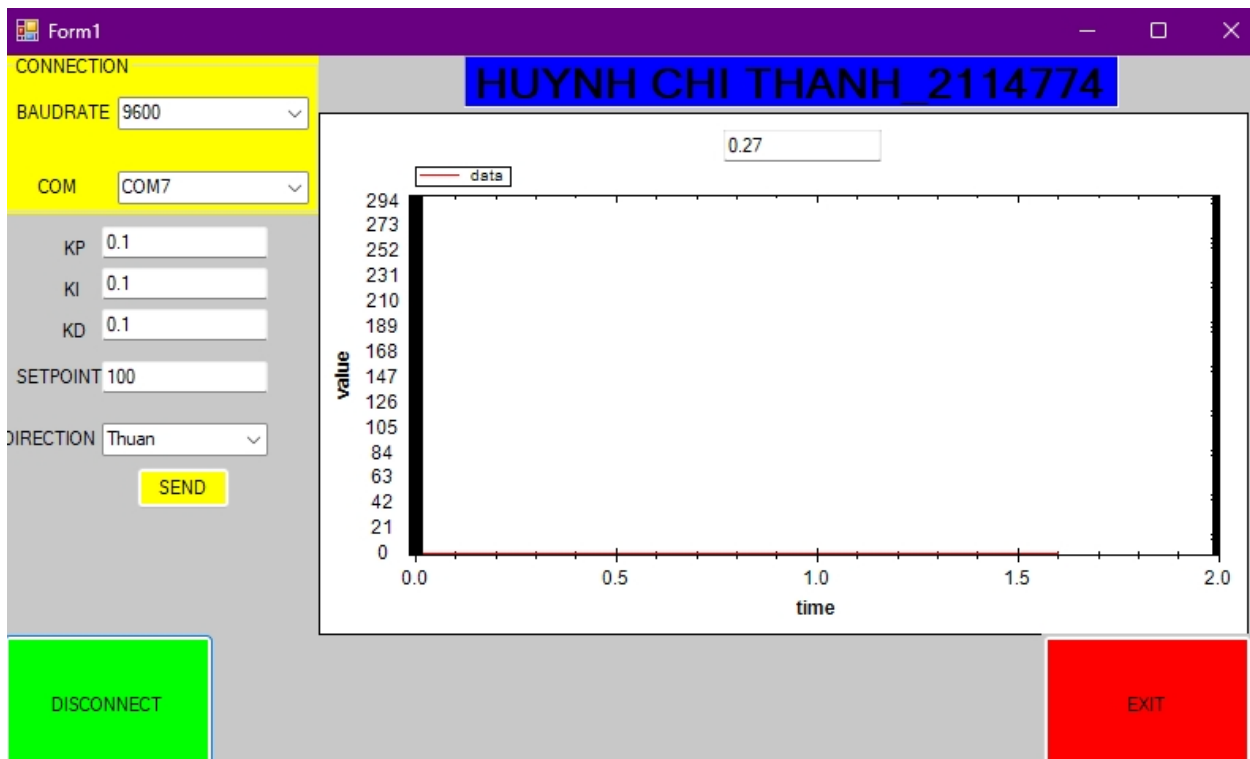 Form1
CONNECTION
BAUDRATE 9600
COM COM7
KP 0.1
KI 0.1
KD 0.1
SETPOINT 100
DIRECTION Thuan
SEND
DISCONNECT
HUYNH CHI THANH_2114774
0.27
data
294
273
252
231
210
189
168
147
126
105
84
63
42
21
0
value
0.0 0.5 1.0 1.5 2.0
time
EXIT